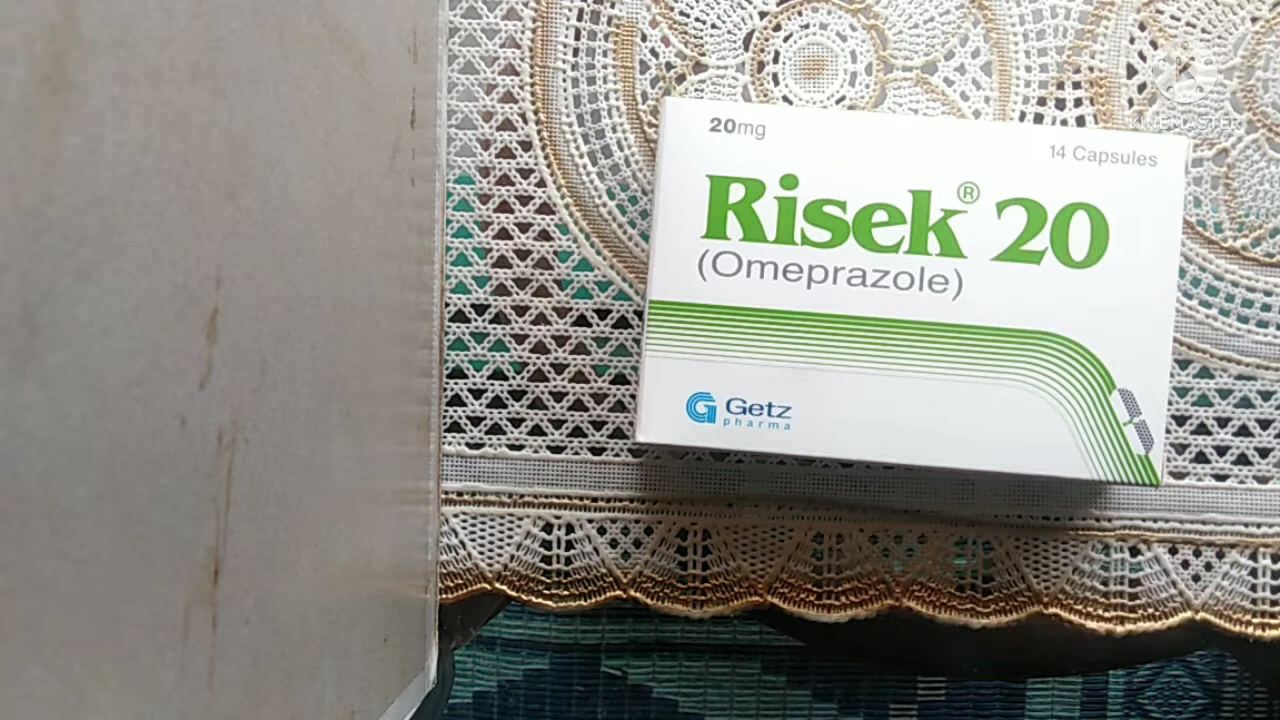 20mg
14 Capsules
Risek® 20
(Omeprazole)
Getz
pharma
K
KINEMASTER